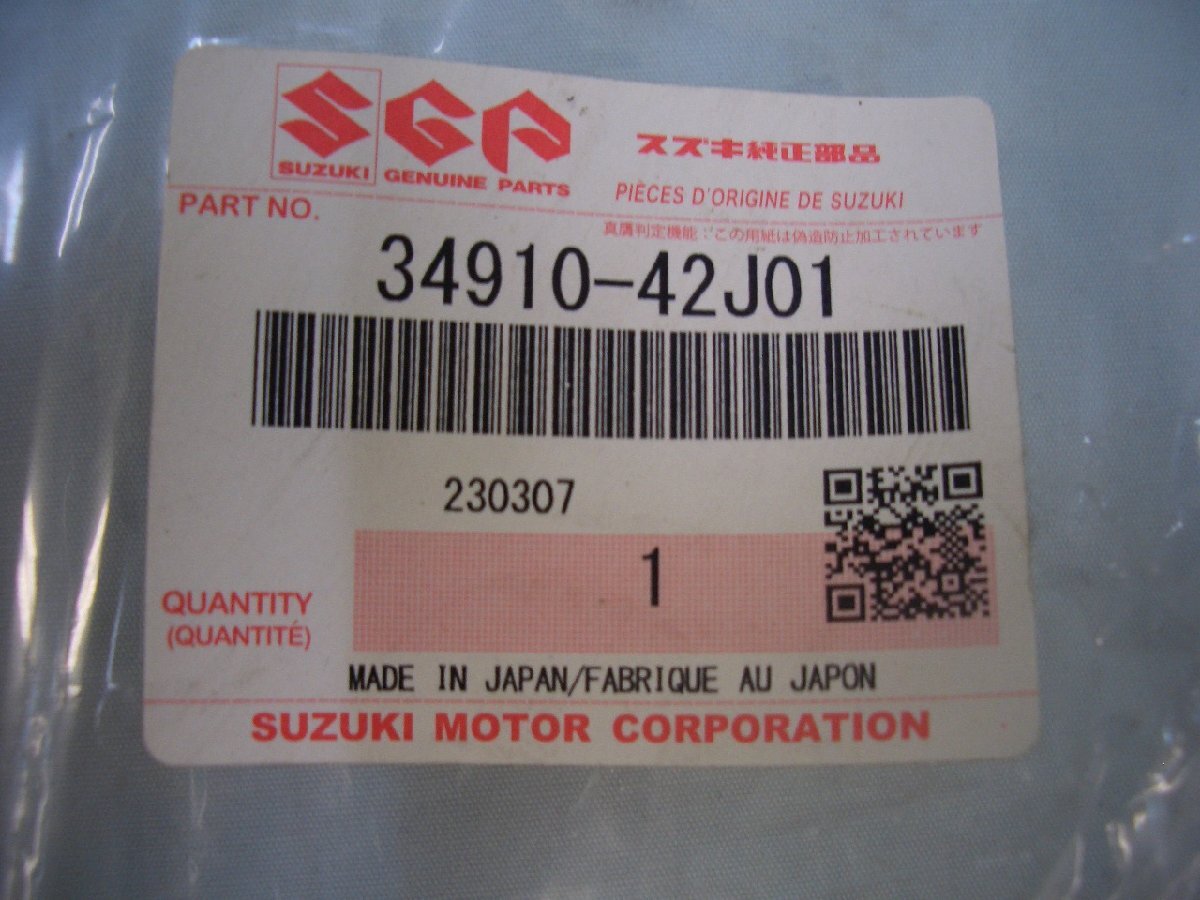 SGP
SUZUKI GENUINE PARTS
スズキ純正部品
PIÈCES D'ORIGINE DE SUZUKI
PART NO.
真贋判定機能：この用紙は偽造防止加工されています
34910-42J01
230307
1
QUANTITY
(QUANTITÉ)
MADE IN JAPAN/FABRIQUE AU JAPON
SUZUKI MOTOR CORPORATION